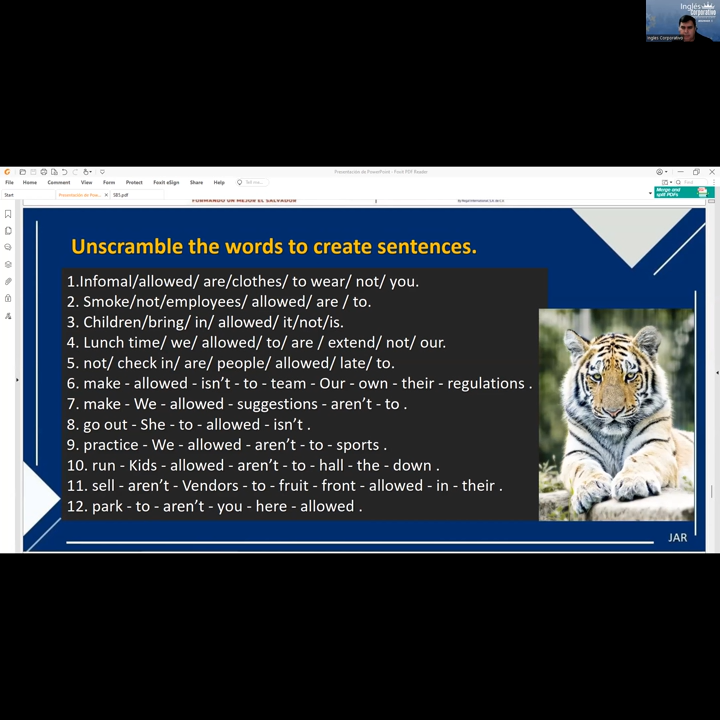 Inglés
Corporativo
Inglés Corporativo
Presentación de PowerPoint - Foxit PDF Reader
File Home Comment View Form Protect Foxit eSign Share Help Tell me...
Find
Start
Presentación de Pow...
SB5.pdf
Merge and
split PDFs
FORMANDO UN MEJOR EL SALVADOR
Unscramble the words to create sentences.
1.Infomal/allowed/ are/clothes/ to wear/ not/ you.
2. Smoke/not/employees/ allowed/ are / to.
3. Children/bring/ in/ allowed/ it/not/is.
4. Lunch time/ we/ allowed/ to/ are / extend/ not/ our.
5. not/ check in/ are/ people/ allowed/ late/ to.
6. make - allowed - isn’t - to - team - Our - own - their - regulations .
7. make - We - allowed - suggestions - aren’t - to .
8. go out - She - to - allowed - isn’t .
9. practice - We - allowed - aren’t - to - sports .
10. run - Kids - allowed - aren’t - to - hall - the - down .
11. sell - aren’t - Vendors - to - fruit - front - allowed - in - their .
12. park - to - aren’t - you - here - allowed .
JAR